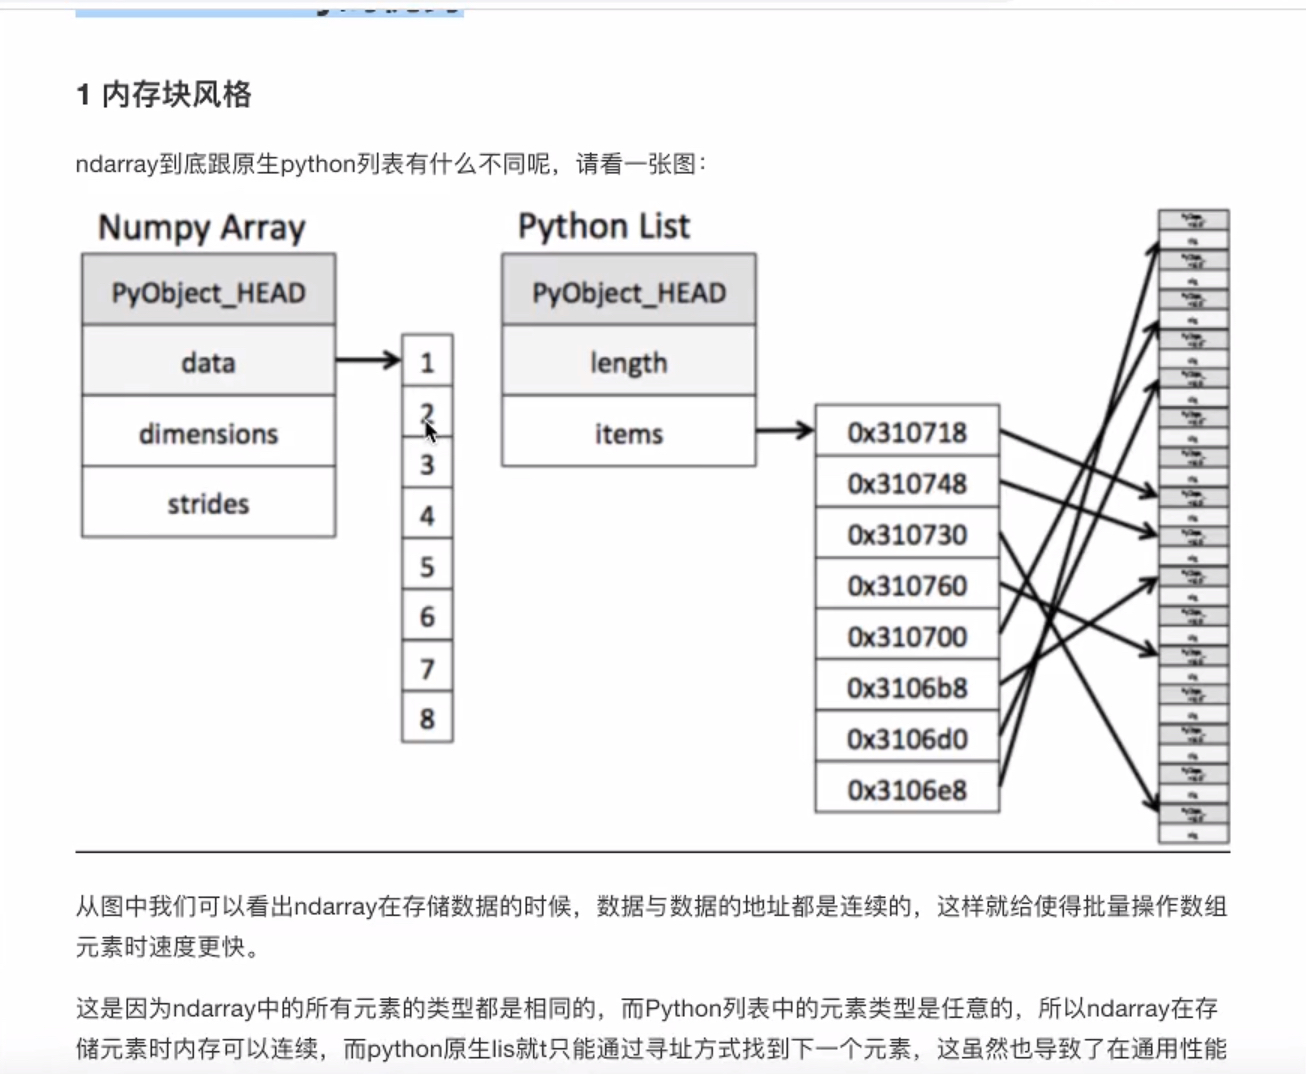 1 内存块风格
ndarray到底跟原生python列表有什么不同呢，请看一张图：
Numpy Array
PyObject_HEAD
data
dimensions
strides
1
2
3
4
5
6
7
8
Python List
PyObject_HEAD
length
items
0x310718
0x310748
0x310730
0x310760
0x310700
0x3106b8
0x3106d0
0x3106e8
从图中我们可以看出ndarray在存储数据的时候，数据与数据的地址都是连续的，这样就给使得批量操作数组
元素时速度更快。
这是因为ndarray中的所有元素的类型都是相同的，而Python列表中的元素类型是任意的，所以ndarray在存
储元素时内存可以连续，而python原生lis就t只能通过寻址方式找到下一个元素，这虽然也导致了在通用性能